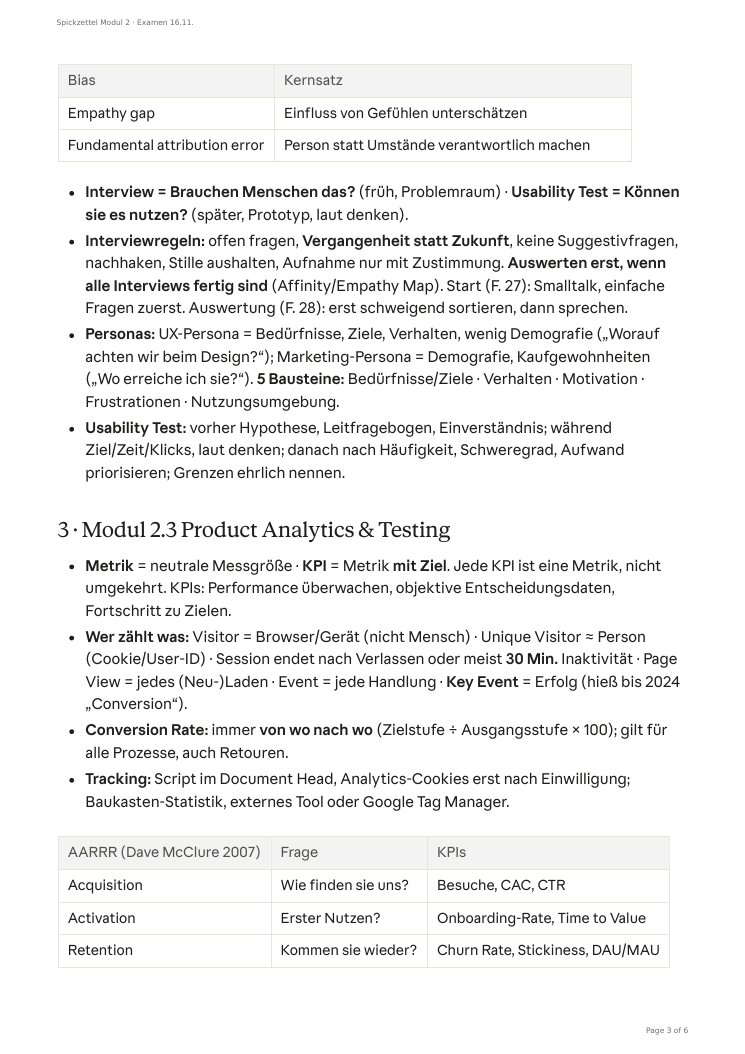 Spickzettel Modul 2 · Examen 16.11.
Bias Kernsatz
Empathy gap Einfluss von Gefühlen unterschätzen
Fundamental attribution error Person statt Umstände verantwortlich machen
• Interview = Brauchen Menschen das? (früh, Problemraum) · Usability Test = Können
sie es nutzen? (später, Prototyp, laut denken).
• Interviewregeln: offen fragen, Vergangenheit statt Zukunft, keine Suggestivfragen,
nachhaken, Stille aushalten, Aufnahme nur mit Zustimmung. Auswerten erst, wenn
alle Interviews fertig sind (Affinity/Empathy Map). Start (F. 27): Smalltalk, einfache
Fragen zuerst. Auswertung (F. 28): erst schweigend sortieren, dann sprechen.
• Personas: UX-Persona = Bedürfnisse, Ziele, Verhalten, wenig Demografie („Worauf
achten wir beim Design?“); Marketing-Persona = Demografie, Kaufgewohnheiten
(„Wo erreiche ich sie?“). 5 Bausteine: Bedürfnisse/Ziele · Verhalten · Motivation ·
Frustrationen · Nutzungsumgebung.
• Usability Test: vorher Hypothese, Leitfragebogen, Einverständnis; während
Ziel/Zeit/Klicks, laut denken; danach nach Häufigkeit, Schweregrad, Aufwand
priorisieren; Grenzen ehrlich nennen.
3 · Modul 2.3 Product Analytics & Testing
• Metrik = neutrale Messgröße · KPI = Metrik mit Ziel. Jede KPI ist eine Metrik, nicht
umgekehrt. KPIs: Performance überwachen, objektive Entscheidungsdaten,
Fortschritt zu Zielen.
• Wer zählt was: Visitor = Browser/Gerät (nicht Mensch) · Unique Visitor ≈ Person
(Cookie/User-ID) · Session endet nach Verlassen oder meist 30 Min. Inaktivität · Page
View = jedes (Neu-)Laden · Event = jede Handlung · Key Event = Erfolg (hieß bis 2024
„Conversion“).
• Conversion Rate: immer von wo nach wo (Zielstufe ÷ Ausgangsstufe × 100); gilt für
alle Prozesse, auch Retouren.
• Tracking: Script im Document Head, Analytics-Cookies erst nach Einwilligung;
Baukasten-Statistik, externes Tool oder Google Tag Manager.
AARRR (Dave McClure 2007) Frage KPIs
Acquisition Wie finden sie uns? Besuche, CAC, CTR
Activation Erster Nutzen? Onboarding-Rate, Time to Value
Retention Kommen sie wieder? Churn Rate, Stickiness, DAU/MAU
Page 3 of 6